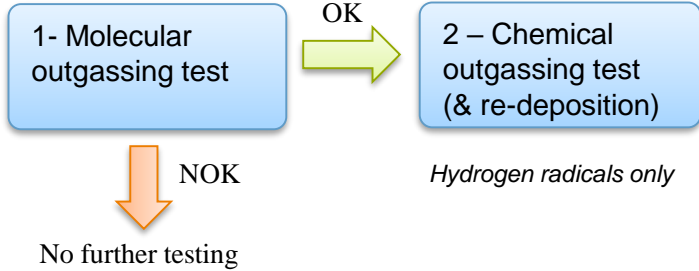 OK
1- Molecular
outgassing test
2 – Chemical
outgassing test
(& re-deposition)
NOK
Hydrogen radicals only
No further testing